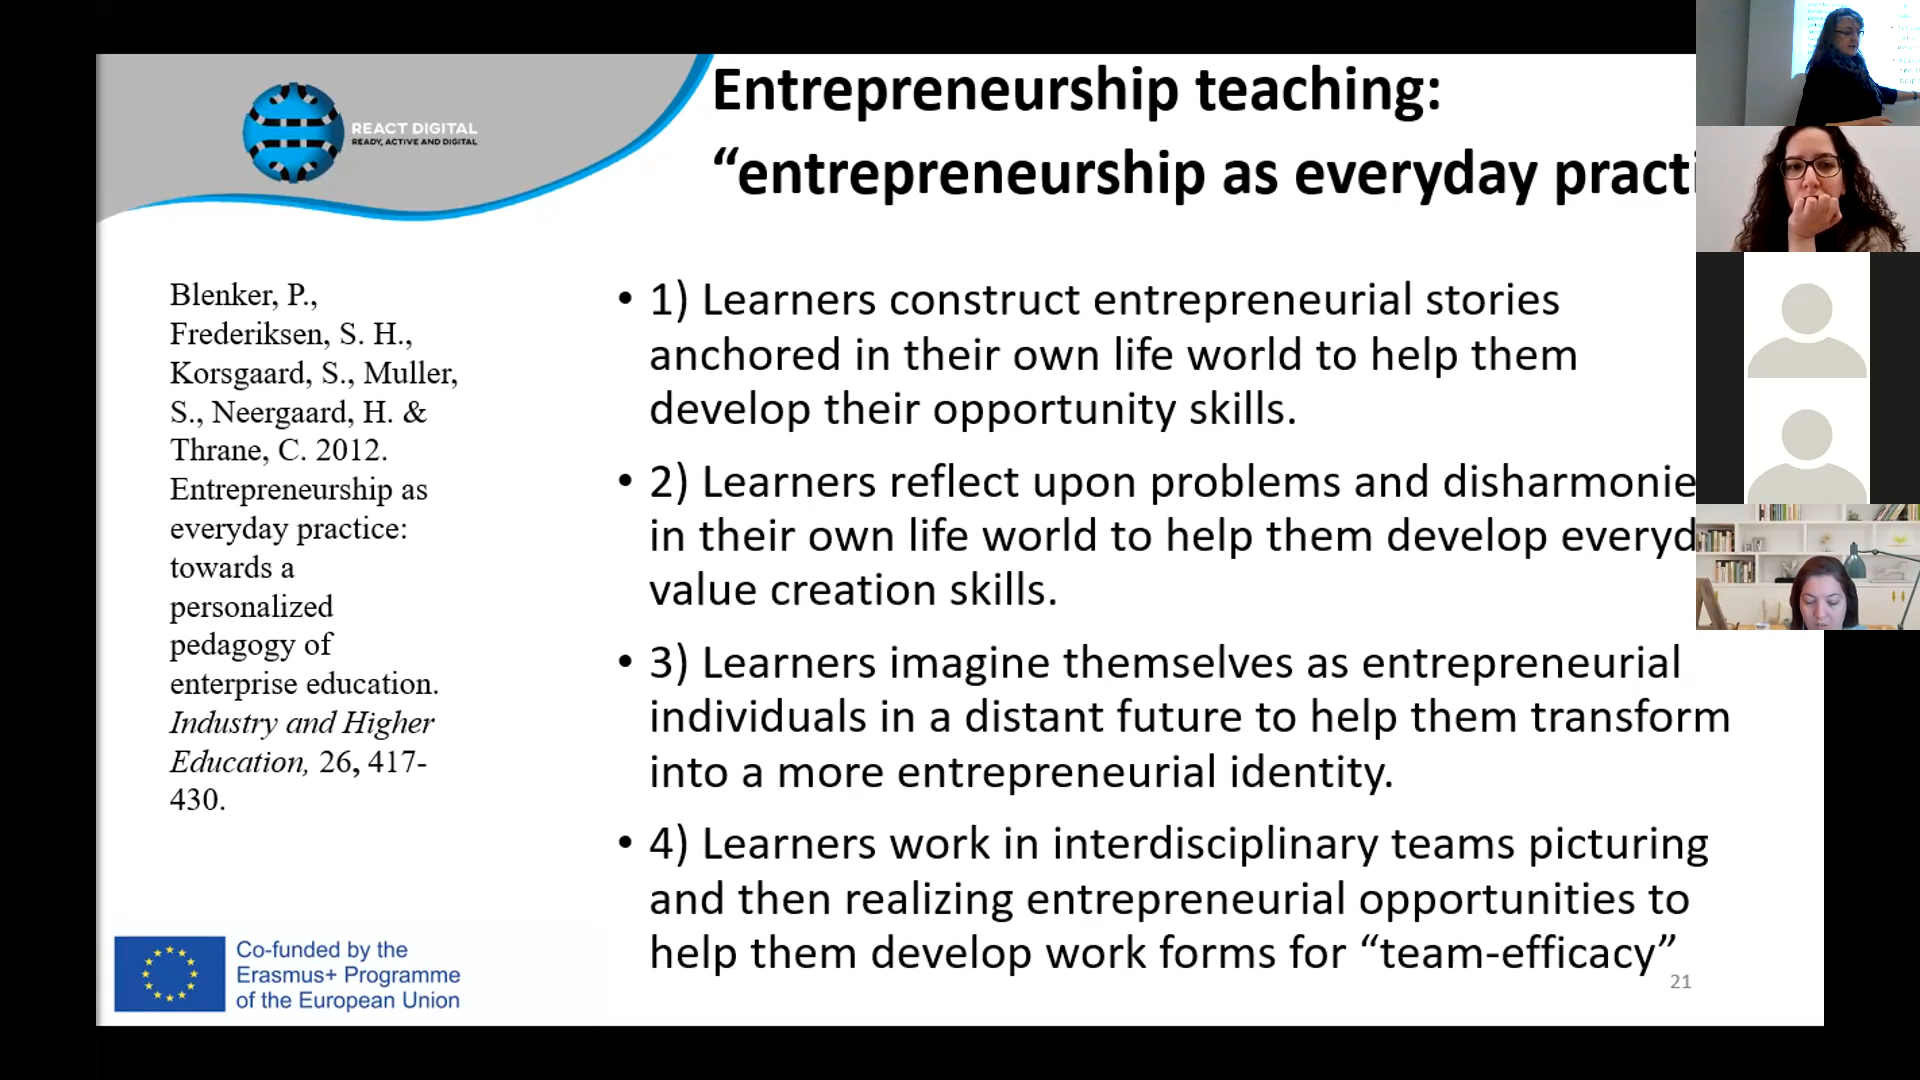 Entrepreneurship teaching:
“entrepreneurship as everyday practi
REACT DIGITAL
READY, ACTIVE AND DIGITAL
Blenker, P.,
Frederiksen, S. H.,
Korsgaard, S., Muller,
S., Neergaard, H. &
Thrane, C. 2012.
Entrepreneurship as
everyday practice:
towards a
personalized
pedagogy of
enterprise education.
Industry and Higher
Education, 26, 417-
430.
• 1) Learners construct entrepreneurial stories
anchored in their own life world to help them
develop their opportunity skills.
• 2) Learners reflect upon problems and disharmonie
in their own life world to help them develop everyd
value creation skills.
• 3) Learners imagine themselves as entrepreneurial
individuals in a distant future to help them transform
into a more entrepreneurial identity.
• 4) Learners work in interdisciplinary teams picturing
and then realizing entrepreneurial opportunities to
help them develop work forms for “team-efficacy”
21
Co-funded by the
Erasmus+ Programme
of the European Union